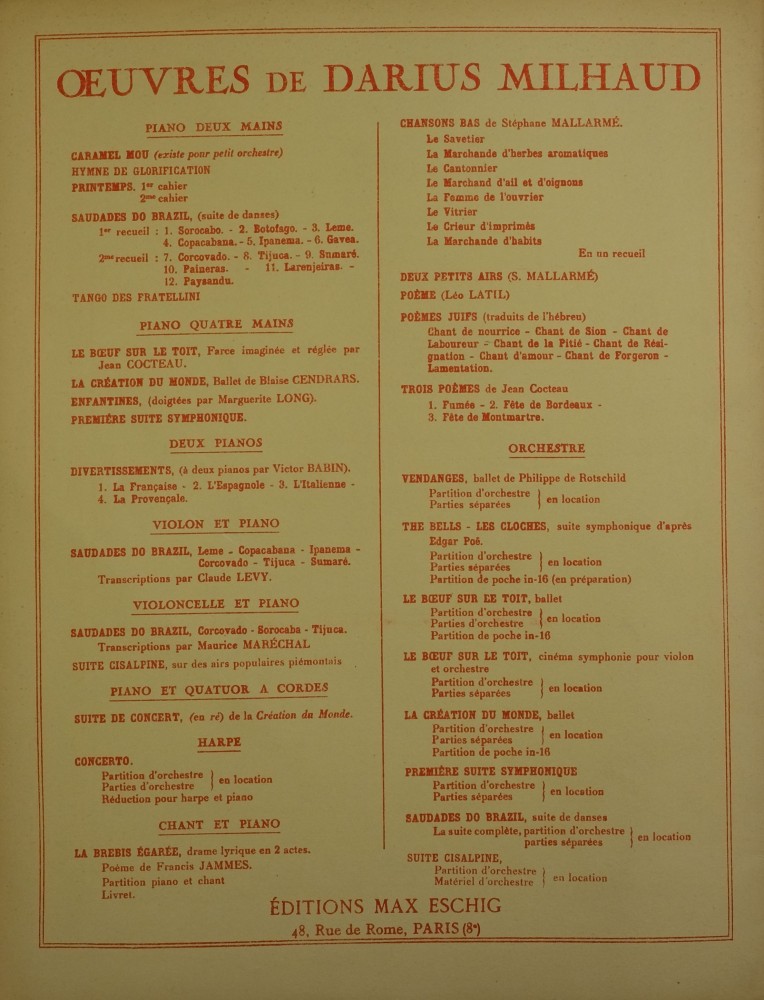 ŒUVRES DE DARIUS MILHAUD
PIANO DEUX MAINS
CARAMEL MOU (existe pour petit orchestre)
HYMNE DE GLORIFICATION
PRINTEMPS. 1er cahier
2me cahier
SAUDADES DO BRAZIL, (suite de danses)
1er recueil : 1. Sorocabo. - 2. Botofago. - 3. Leme.
4. Copacabana. - 5. Ipanema. - 6. Gavea.
2me recueil : 7. Corcovado. - 8. Tijuca. - 9. Sumaré.
10. Paineras. - 11. Larenjeiras. -
12. Paysandu.
TANGO DES FRATELLINI
PIANO QUATRE MAINS
LE BŒUF SUR LE TOIT, Farce imaginée et réglée par
Jean COCTEAU.
LA CRÉATION DU MONDE, Ballet de Blaise CENDRARS.
ENFANTINES, (doigtées par Marguerite LONG).
PREMIÈRE SUITE SYMPHONIQUE.
DEUX PIANOS
DIVERTISSEMENTS, (à deux pianos par Victor BABIN).
1. La Française - 2. L'Espagnole - 3. L'Italienne -
4. La Provençale.
VIOLON ET PIANO
SAUDADES DO BRAZIL, Leme - Copacabana - Ipanema -
Corcovado - Tijuca - Sumaré.
Transcriptions par Claude LEVY.
VIOLONCELLE ET PIANO
SAUDADES DO BRAZIL, Corcovado - Sorocaba - Tijuca.
Transcriptions par Maurice MARÉCHAL
SUITE CISALPINE, sur des airs populaires piémontais
PIANO ET QUATUOR A CORDES
SUITE DE CONCERT, (en ré) de la Création du Monde.
HARPE
CONCERTO.
Partition d'orchestre
Parties d'orchestre } en location
Réduction pour harpe et piano
CHANT ET PIANO
LA BREBIS ÉGARÉE, drame lyrique en 2 actes.
Poème de Francis JAMMES.
Partition piano et chant
Livret.
CHANSONS BAS de Stéphane MALLARMÉ.
Le Savetier
La Marchande d'herbes aromatiques
Le Cantonnier
Le Marchand d'ail et d'oignons
La Femme de l'ouvrier
Le Vitrier
Le Crieur d'imprimés
La Marchande d'habits
En un recueil
DEUX PETITS AIRS (S. MALLARMÉ)
POÈME (Léo LATIL)
POÈMES JUIFS (traduits de l'hébreu)
Chant de nourrice - Chant de Sion - Chant de
Laboureur - Chant de la Pitié - Chant de Rési-
gnation - Chant d'amour - Chant de Forgeron -
Lamentation.
TROIS POÈMES de Jean Cocteau
1. Fumée - 2. Fête de Bordeaux -
3. Fête de Montmartre.
ORCHESTRE
VENDANGES, ballet de Philippe de Rotschild
Partition d'orchestre
Parties séparées } en location
THE BELLS - LES CLOCHES, suite symphonique d'après
Edgar Poë.
Partition d'orchestre
Parties séparées } en location
Partition de poche in-16 (en préparation)
LE BŒUF SUR LE TOIT, ballet
Partition d'orchestre
Parties d'orchestre } en location
Partition de poche in-16
LE BŒUF SUR LE TOIT, cinéma symphonie pour violon
et orchestre
Partition d'orchestre
Parties séparées } en location
LA CRÉATION DU MONDE, ballet
Partition d'orchestre
Parties séparées } en location
Partition de poche in-16
PREMIÈRE SUITE SYMPHONIQUE
Partition d'orchestre
Parties séparées } en location
SAUDADES DO BRAZIL, suite de danses
La suite complète, partition d'orchestre
parties séparées } en location
SUITE CISALPINE,
Partition d'orchestre
Matériel d'orchestre } en location
ÉDITIONS MAX ESCHIG
48, Rue de Rome, PARIS (8e)